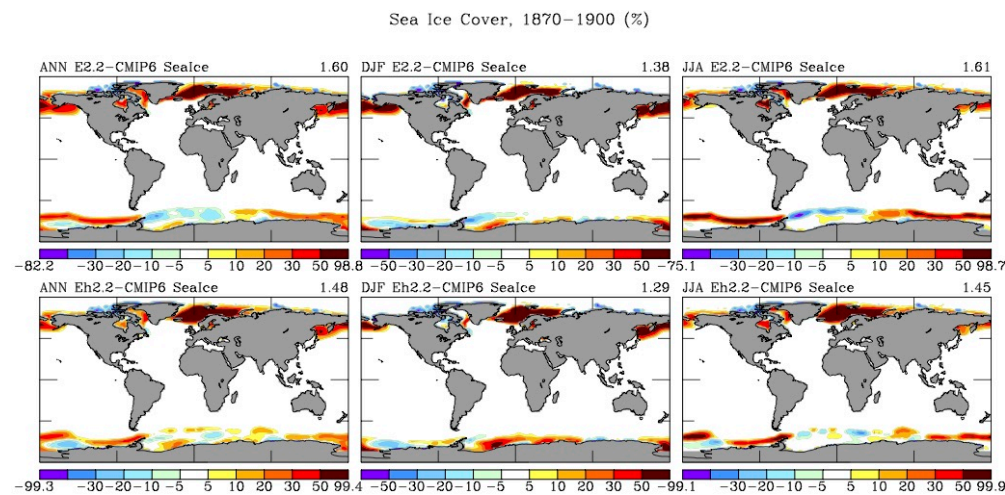 Sea Ice Cover, 1870−1900 (%)
ANN E2.2−CMIP6 SeaIce 1.60
DJF E2.2−CMIP6 SeaIce 1.38
JJA E2.2−CMIP6 SeaIce 1.61
−82.2 −30 −20 −10 −5 5 10 20 30 50 98.8
−50 −30 −20 −10 −5 5 10 20 30 50
−75.1 −30 −20 −10 −5 5 10 20 30 50 98.7
ANN Eh2.2−CMIP6 SeaIce 1.48
DJF Eh2.2−CMIP6 SeaIce 1.29
JJA Eh2.2−CMIP6 SeaIce 1.45
−99.3 −30 −20 −10 −5 5 10 20 30 50 99.4
−50 −30 −20 −10 −5 5 10 20 30 50
−99.1 −30 −20 −10 −5 5 10 20 30 50 99.9